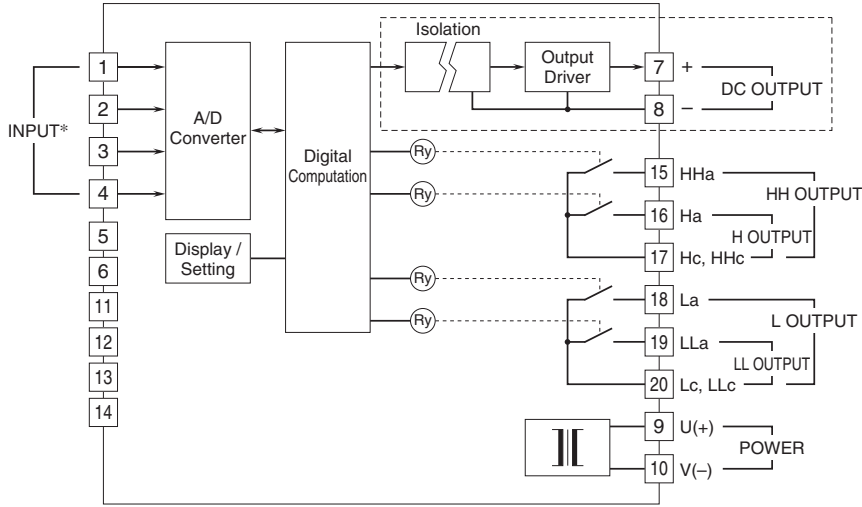 Isolation
Output
Driver
7 +
8 −
DC OUTPUT
1
2
3
4
INPUT*
A/D
Converter
Digital
Computation
Ry
Ry
Ry
Ry
15 HHa
16 Ha
17 Hc, HHc
HH OUTPUT
H OUTPUT
5
6
11
12
13
14
Display /
Setting
18 La
19 LLa
20 Lc, LLc
L OUTPUT
LL OUTPUT
9 U(+)
10 V(−)
POWER